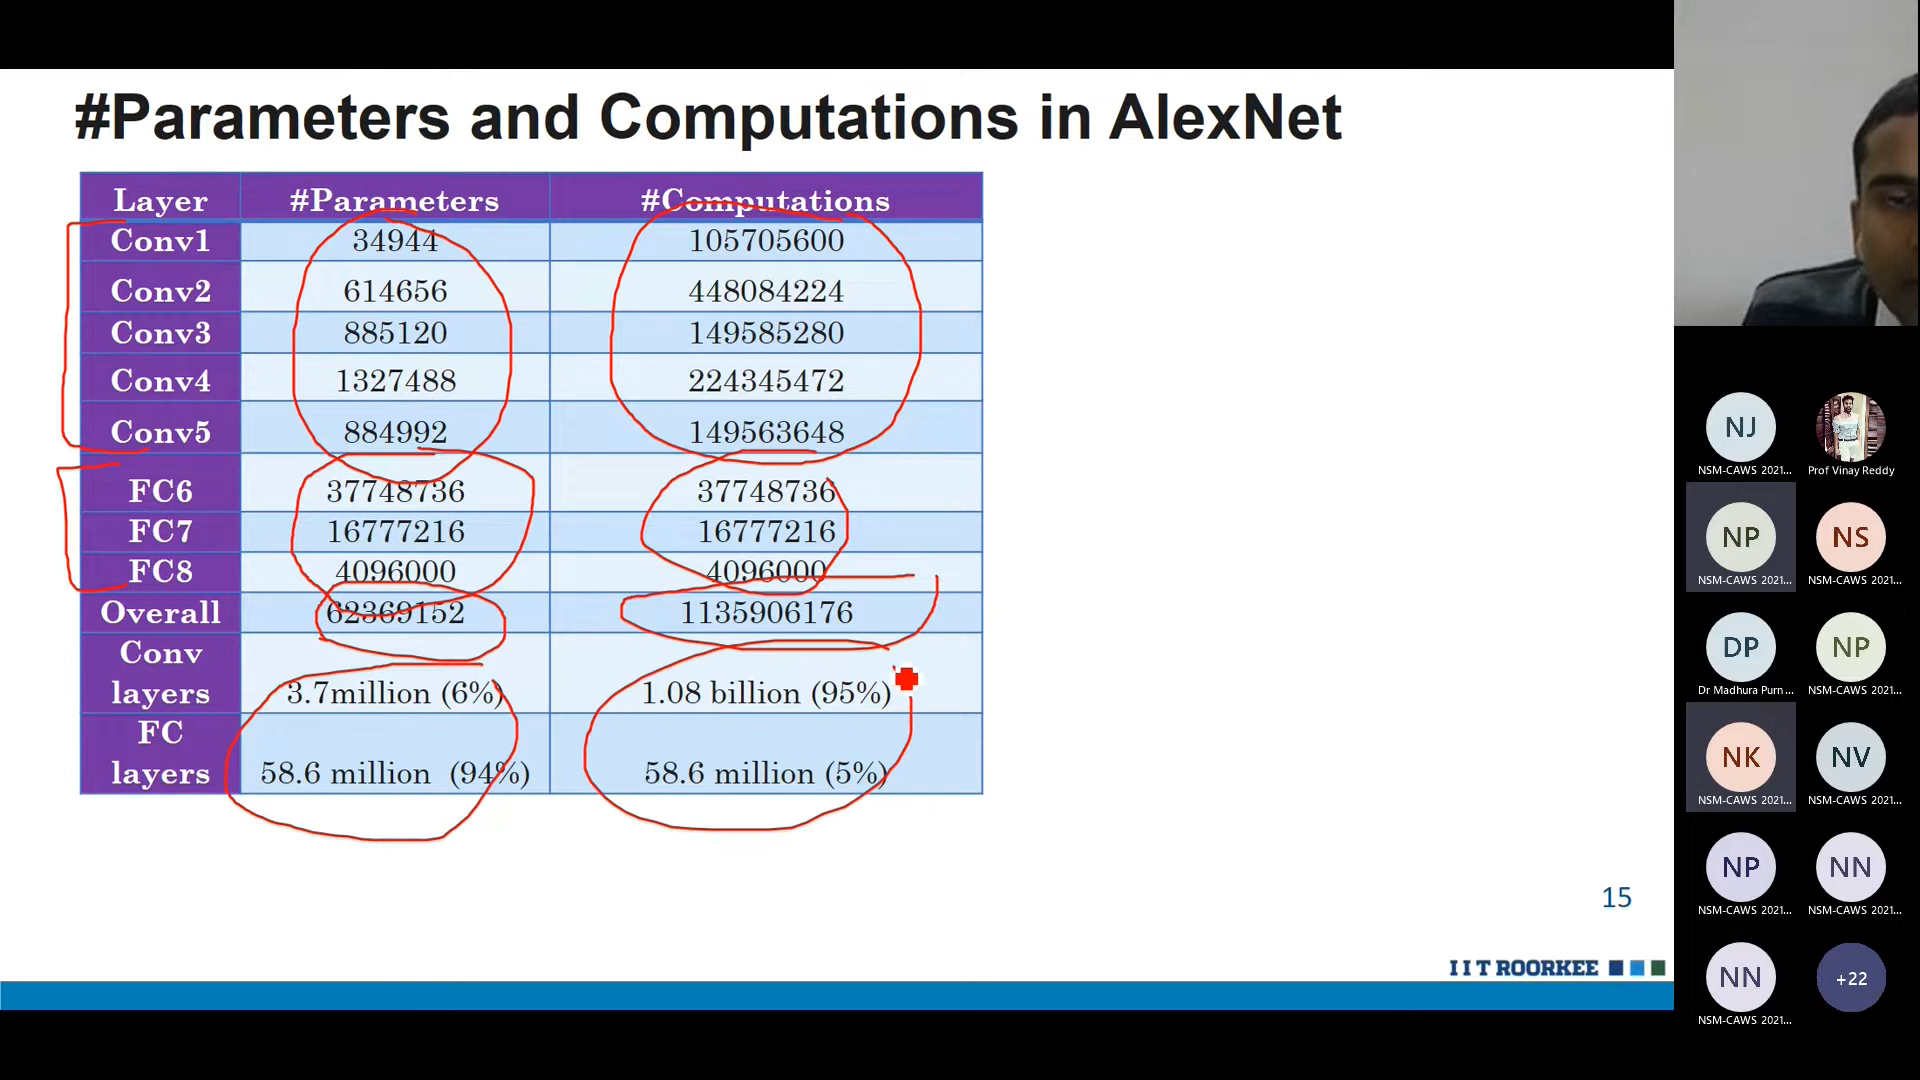 #Parameters and Computations in AlexNet
Layer #Parameters #Computations
Conv1 34944 105705600
Conv2 614656 448084224
Conv3 885120 149585280
Conv4 1327488 224345472
Conv5 884992 149563648
FC6 37748736 37748736
FC7 16777216 16777216
FC8 4096000 4096000
Overall 62369152 1135906176
Conv
layers 3.7million (6%) 1.08 billion (95%)
FC
layers 58.6 million (94%) 58.6 million (5%)
15
IIT ROORKEE
NJ
NSM-CAWS 2021... Prof Vinay Reddy
NP NS
NSM-CAWS 2021... NSM-CAWS 2021...
DP NP
Dr Madhura Purn... NSM-CAWS 2021...
NK NV
NSM-CAWS 2021... NSM-CAWS 2021...
NP NN
NSM-CAWS 2021... NSM-CAWS 2021...
NN +22
NSM-CAWS 2021...